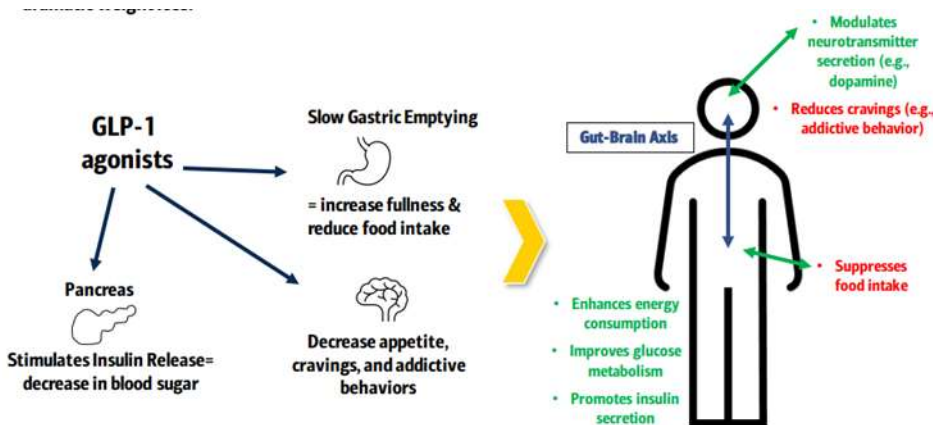 GLP-1
agonists
Slow Gastric Emptying
= increase fullness &
reduce food intake
Pancreas
Stimulates Insulin Release=
decrease in blood sugar
Decrease appetite,
cravings, and addictive
behaviors
Gut-Brain Axis
• Modulates
neurotransmitter
secretion (e.g.,
dopamine)
• Reduces cravings (e.g.,
addictive behavior)
• Suppresses
food intake
• Enhances energy
consumption
• Improves glucose
metabolism
• Promotes insulin
secretion